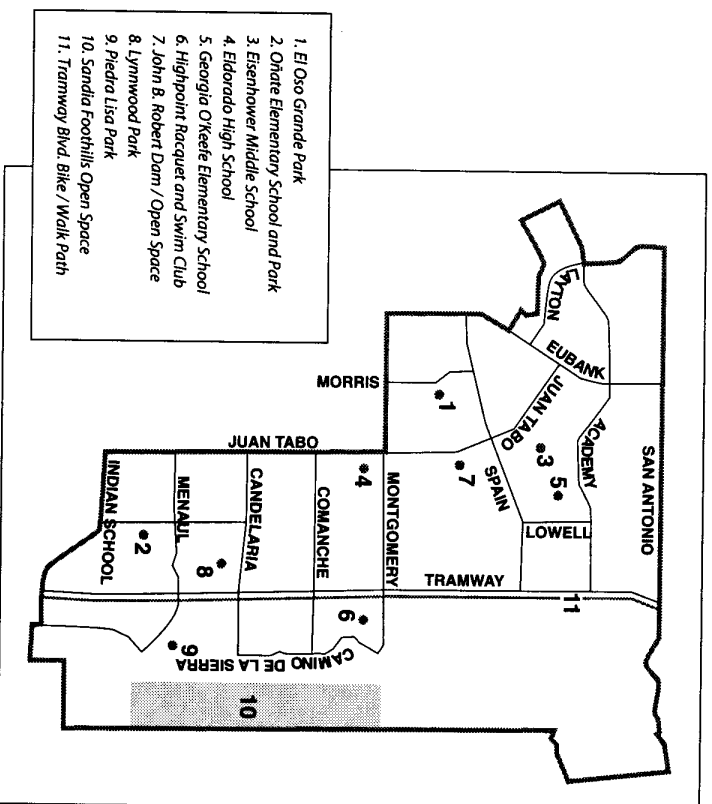 1. El Oso Grande Park
2. Oñate Elementary School and Park
3. Eisenhower Middle School
4. Eldorado High School
5. Georgia O'Keefe Elementary School
6. Highpoint Racquet and Swim Club
7. John B. Robert Dam / Open Space
8. Lynnwood Park
9. Piedra Lisa Park
10. Sandia Foothills Open Space
11. Tramway Blvd. Bike / Walk Path
SAN ANTONIO
ACADEMY
LAYTON
EUBANK
JUAN TABO
LOWELL
SPAIN
MORRIS
TRAMWAY
MONTGOMERY
JUAN TABO
COMANCHE
CANDELARIA
MENAUL
INDIAN SCHOOL
CAMINO DE LA SIERRA
1
2
3
4
5
6
7
8
9
10
11